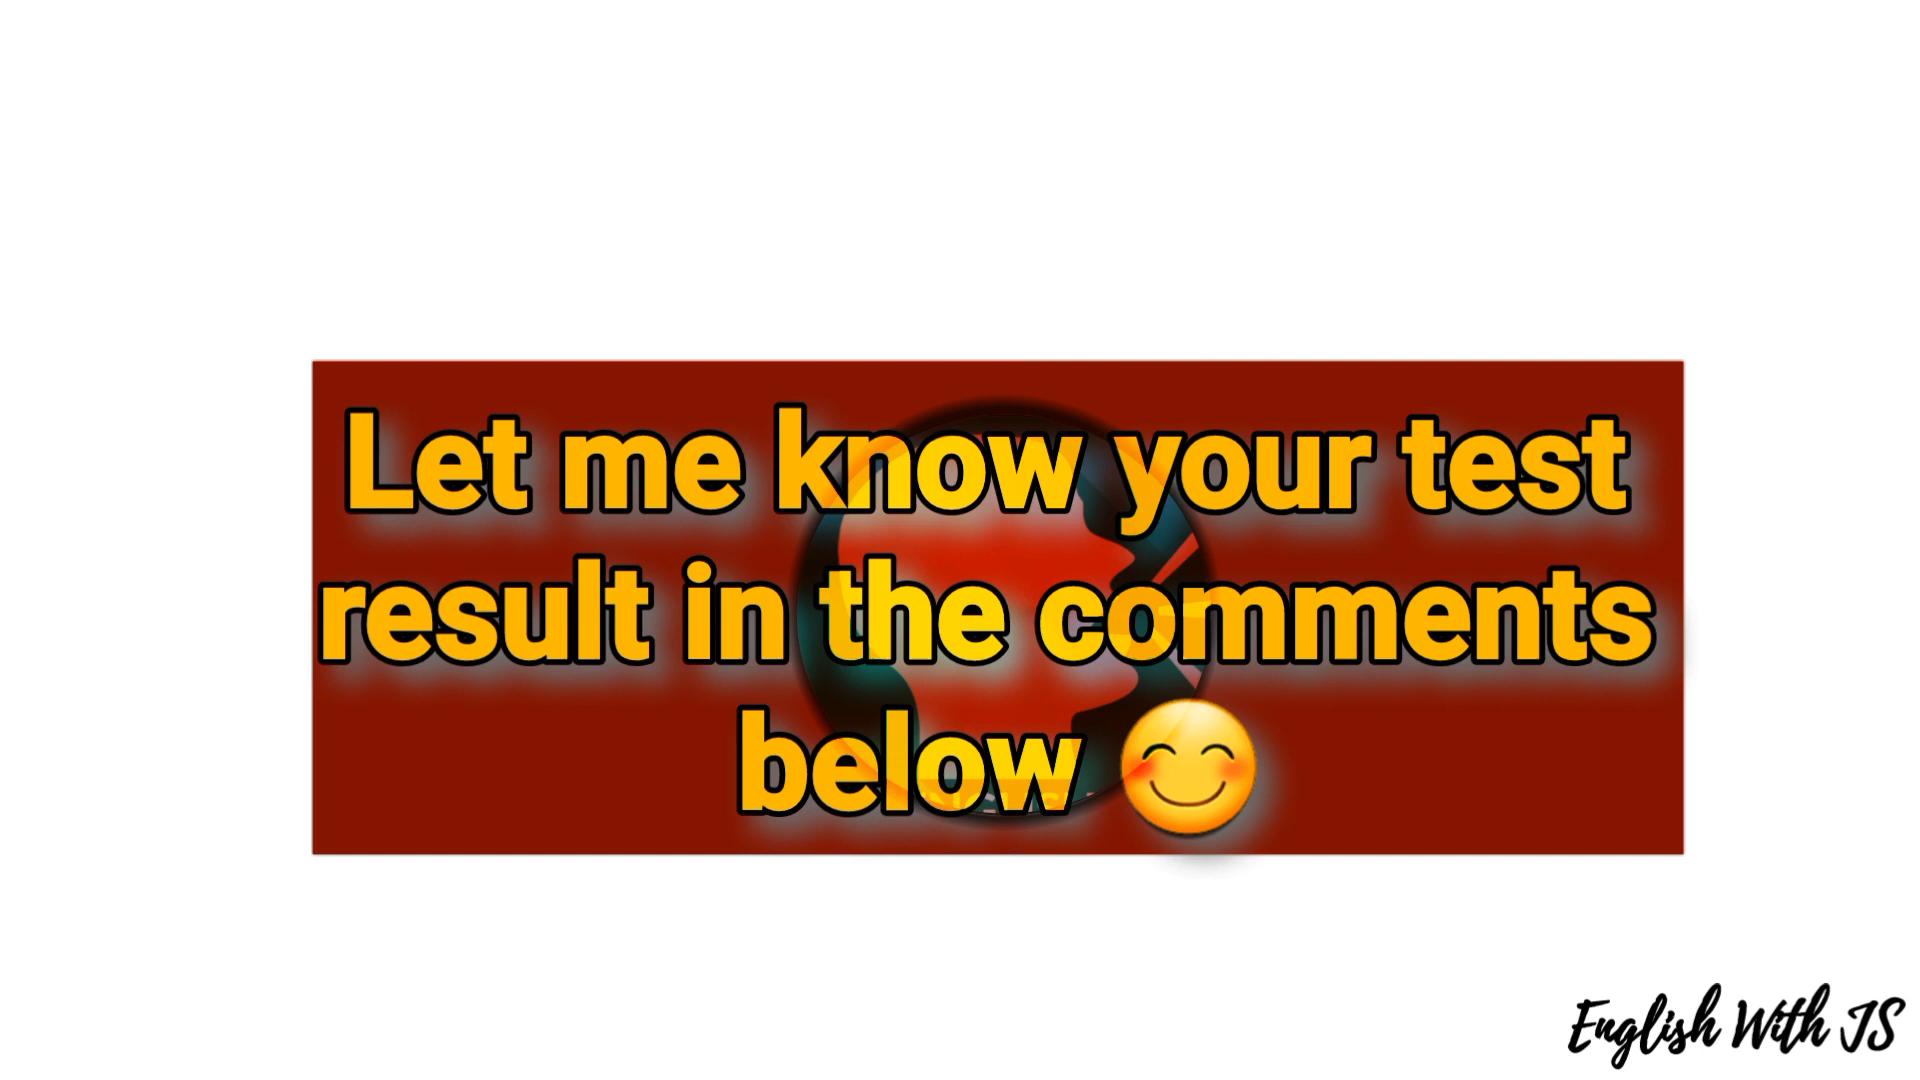 Let me know your test
result in the comments
below 😊
English With JS